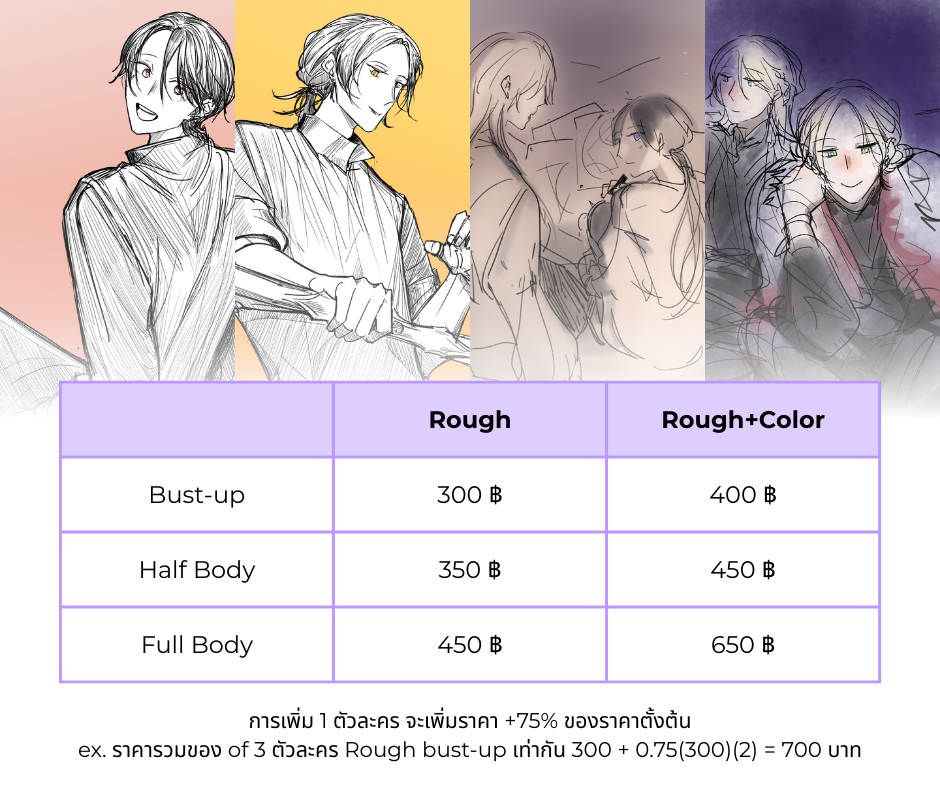 Rough Rough+Color
Bust-up 300 ฿ 400 ฿
Half Body 350 ฿ 450 ฿
Full Body 450 ฿ 650 ฿
การเพิ่ม 1 ตัวละคร จะเพิ่มราคา +75% ของราคาตั้งต้น
ex. ราคารวมของ of 3 ตัวละคร Rough bust-up เท่ากัน 300 + 0.75(300)(2) = 700 บาท